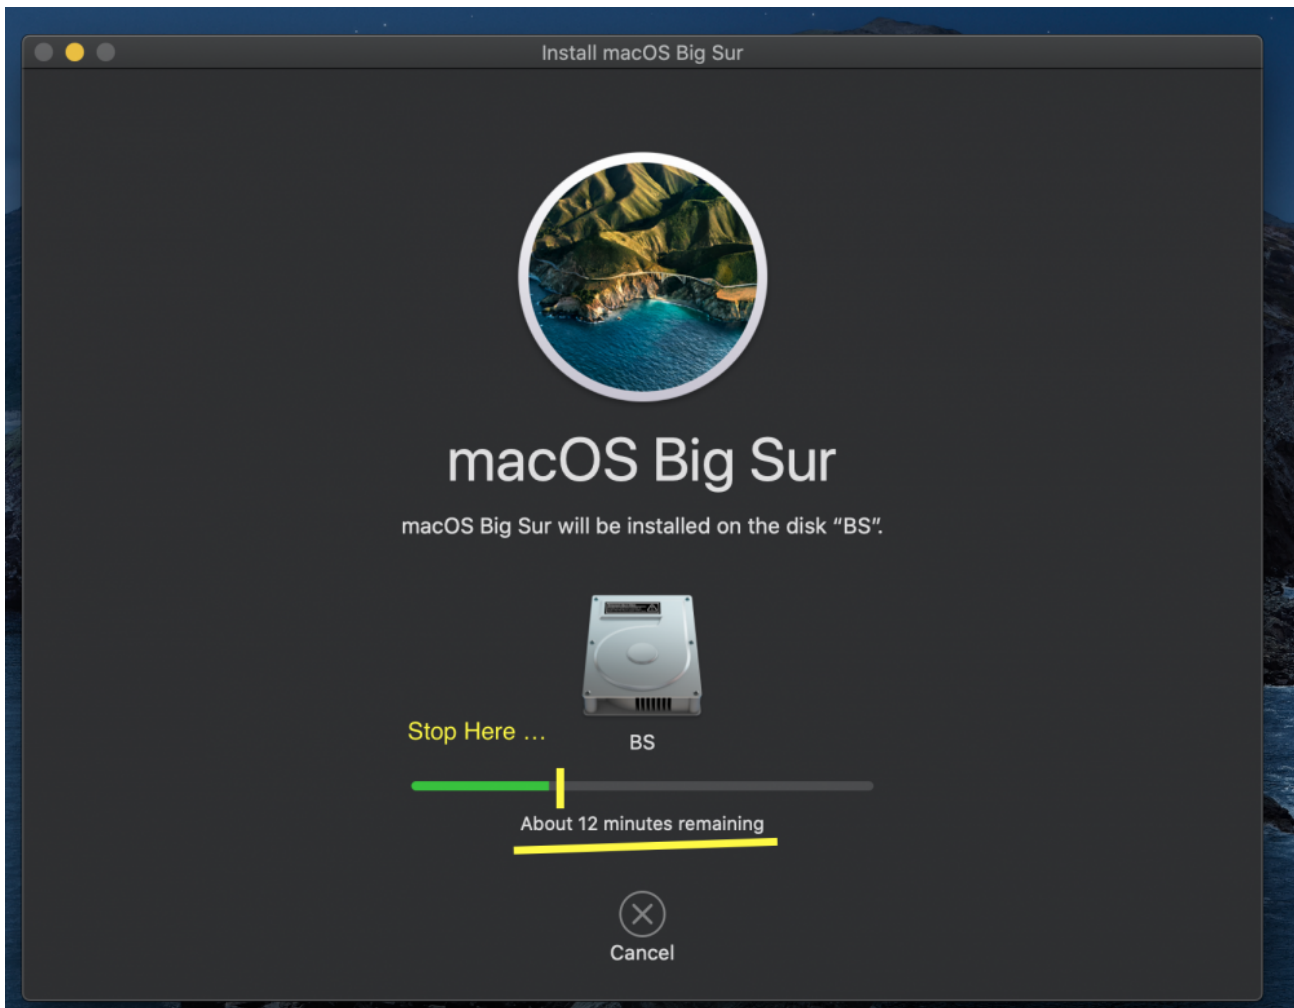 Install macOS Big Sur
macOS Big Sur
macOS Big Sur will be installed on the disk “BS”.
Stop Here ...
BS
About 12 minutes remaining
Cancel